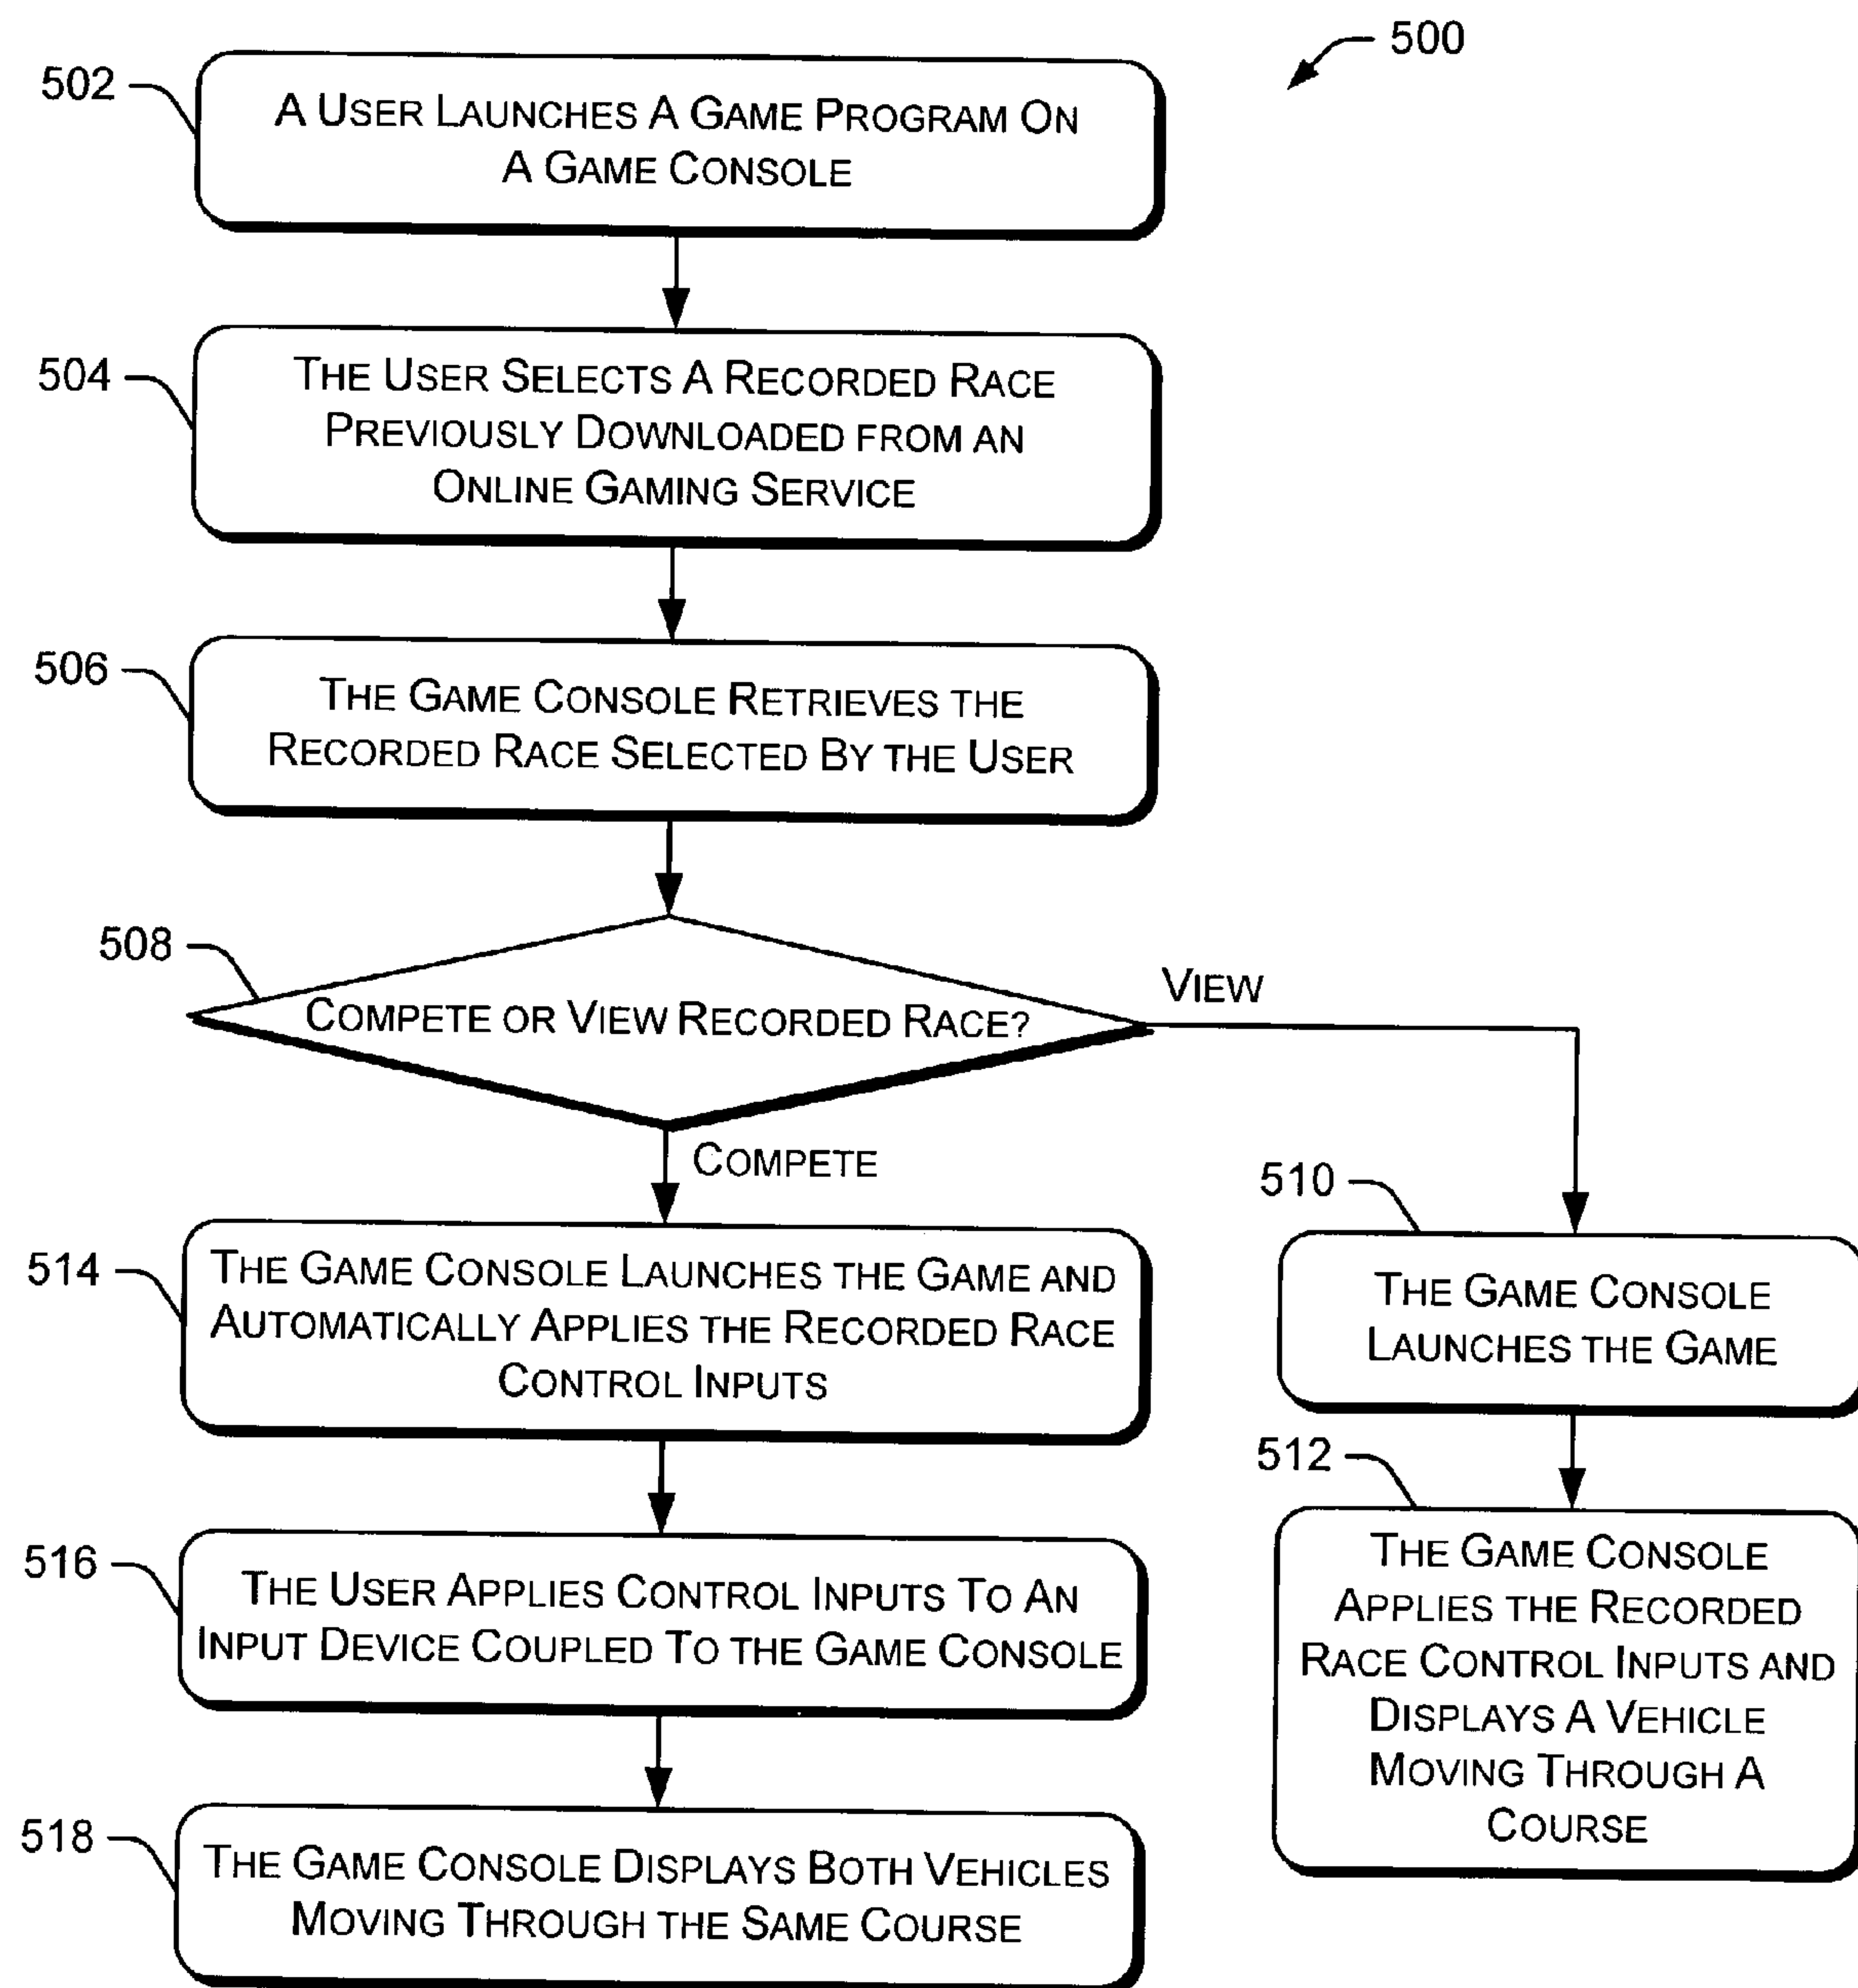 500
502
A USER LAUNCHES A GAME PROGRAM ON
A GAME CONSOLE
504
THE USER SELECTS A RECORDED RACE
PREVIOUSLY DOWNLOADED FROM AN
ONLINE GAMING SERVICE
506
THE GAME CONSOLE RETRIEVES THE
RECORDED RACE SELECTED BY THE USER
508
COMPETE OR VIEW RECORDED RACE?
VIEW
COMPETE
510
THE GAME CONSOLE
LAUNCHES THE GAME
512
THE GAME CONSOLE
APPLIES THE RECORDED
RACE CONTROL INPUTS AND
DISPLAYS A VEHICLE
MOVING THROUGH A
COURSE
514
THE GAME CONSOLE LAUNCHES THE GAME AND
AUTOMATICALLY APPLIES THE RECORDED RACE
CONTROL INPUTS
516
THE USER APPLIES CONTROL INPUTS TO AN
INPUT DEVICE COUPLED TO THE GAME CONSOLE
518
THE GAME CONSOLE DISPLAYS BOTH VEHICLES
MOVING THROUGH THE SAME COURSE